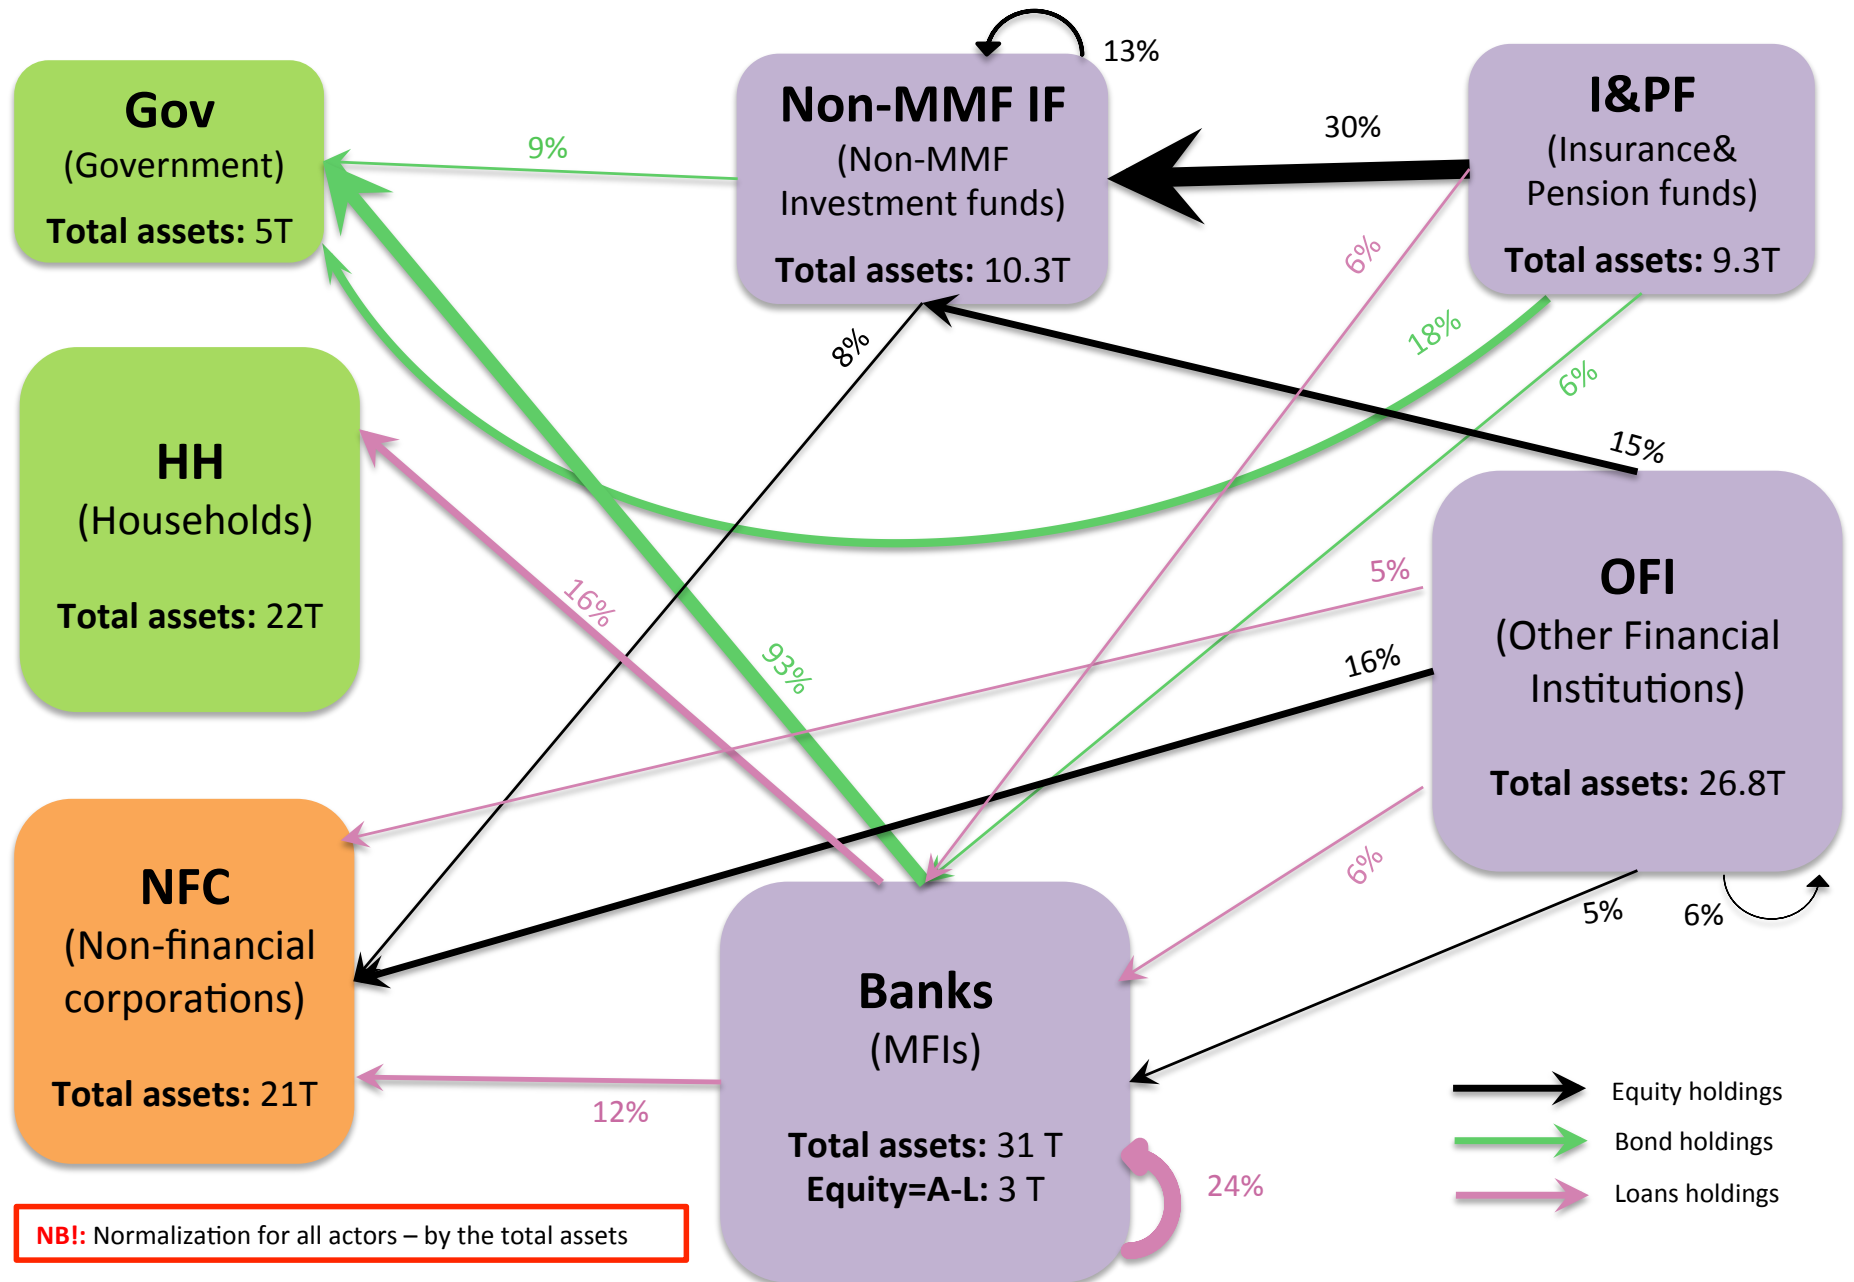 Gov
(Government)
Total assets: 5T
9%
Non-MMF IF
(Non-MMF
Investment funds)
Total assets: 10.3T
13%
30%
I&PF
(Insurance&
Pension funds)
Total assets: 9.3T
6%
18%
6%
8%
15%
HH
(Households)
Total assets: 22T
16%
93%
5%
16%
OFI
(Other Financial
Institutions)
Total assets: 26.8T
6%
5%
6%
NFC
(Non-financial
corporations)
Total assets: 21T
12%
Banks
(MFIs)
Total assets: 31 T
Equity=A-L: 3 T
24%
Equity holdings
Bond holdings
Loans holdings
NB!: Normalization for all actors – by the total assets